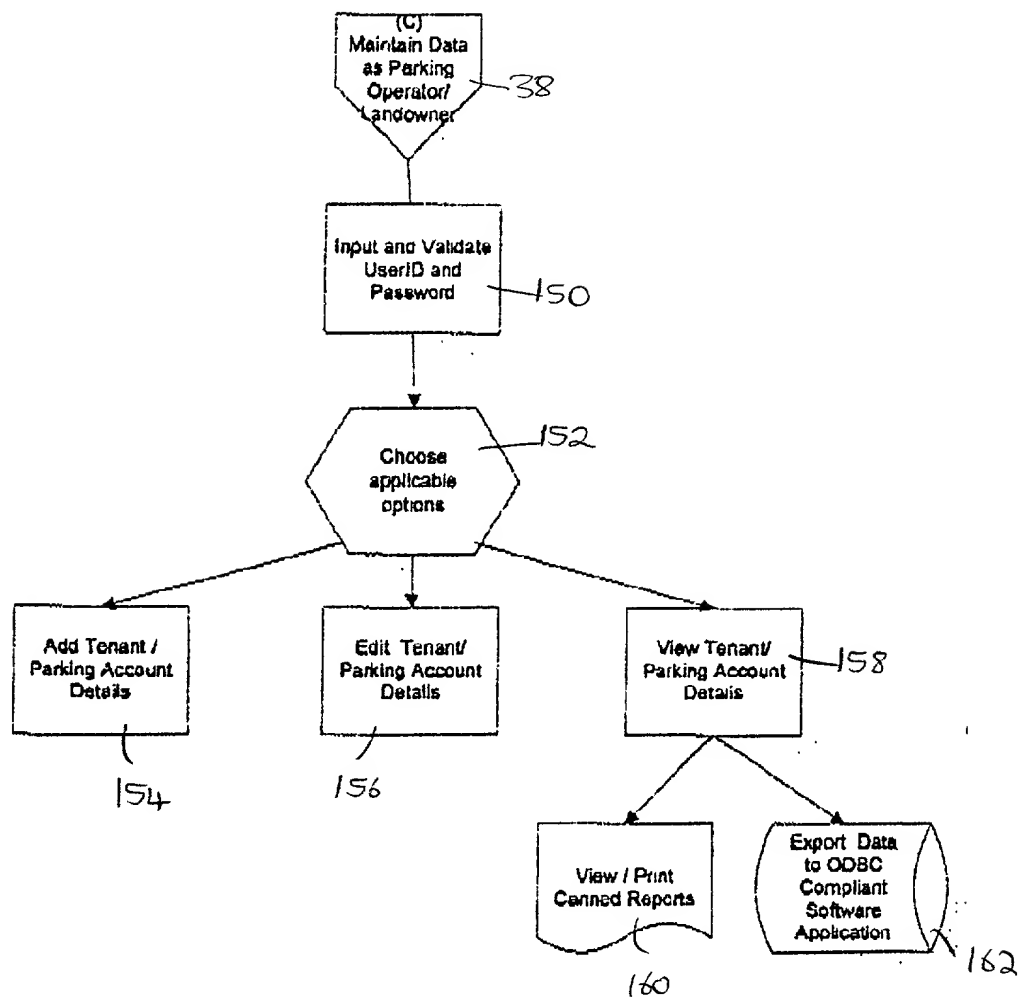 (C)
Maintain Data
as Parking
Operator/
Landowner
38
Input and Validate
UserID and
Password
150
Choose
applicable
options
152
Add Tenant /
Parking Account
Details
154
Edit Tenant/
Parking Account
Details
156
View Tenant/
Parking Account
Details
158
View / Print
Canned Reports
160
Export Data
to ODBC
Compliant
Software
Application
162